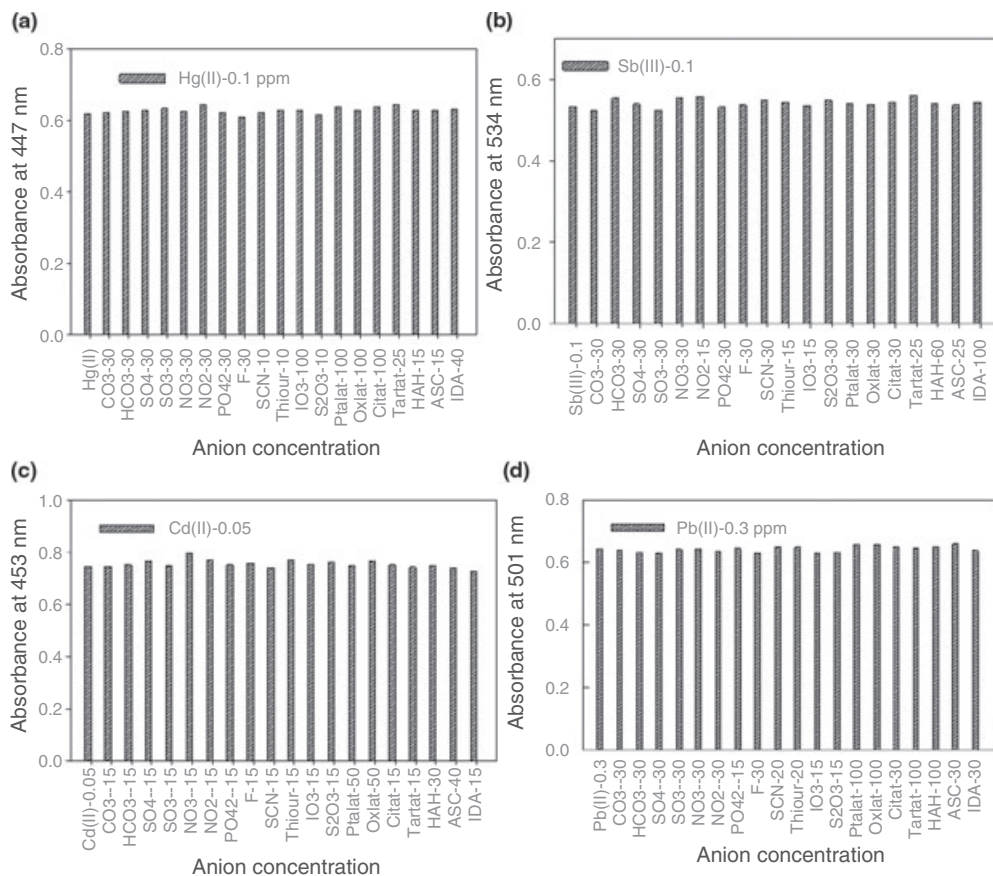 (a)
0.8
0.6
0.4
0.2
0.0
Absorbance at 447 nm
Hg(II)-0.1 ppm
Hg(II)
CO3-30
HCO3-30
SO4-30
SO3-30
NO3-30
NO2-30
PO42-30
F-30
SCN-10
Thiour-10
IO3-100
S2O3-10
Ptalat-100
Oxlat-100
Citat-100
Tartat-25
HAH-15
ASC-15
IDA-40
Anion concentration
(b)
0.6
0.4
0.2
0.0
Absorbance at 534 nm
Sb(III)-0.1
Sb(III)-0.1
CO3--30
HCO3-30
SO4-30
SO3--30
NO3-30
NO2-15
PO42-30
F-30
SCN-30
Thiour-15
IO3-15
S2O3-30
Ptalat-30
Oxlat-30
Citat-30
Tartat-25
HAH-60
ASC-25
IDA-100
Anion concentration
(c)
1.0
0.8
0.6
0.4
0.2
0.0
Absorbance at 453 nm
Cd(II)-0.05
Cd(II)-0.05
CO3--15
HCO3--15
SO4--15
SO3--15
NO3--15
NO2--15
PO42--15
F-15
SCN-15
Thiour-15
IO3-15
S2O3-15
Ptalat-50
Oxlat-50
Citat-15
Tartat-15
HAH-30
ASC-40
IDA-15
Anion concentration
(d)
0.8
0.6
0.4
0.2
0.0
Absorbance at 501 nm
Pb(II)-0.3 ppm
Pb(II)-0.3
CO3--30
HCO3-30
SO4--30
SO3--30
NO3-30
NO2--30
PO42--15
F-30
SCN-20
Thiour-20
IO3-15
S2O3-15
Ptalat-100
Oxlat-100
Citat-30
Tartat-100
HAH-100
ASC-30
IDA-30
Anion concentration